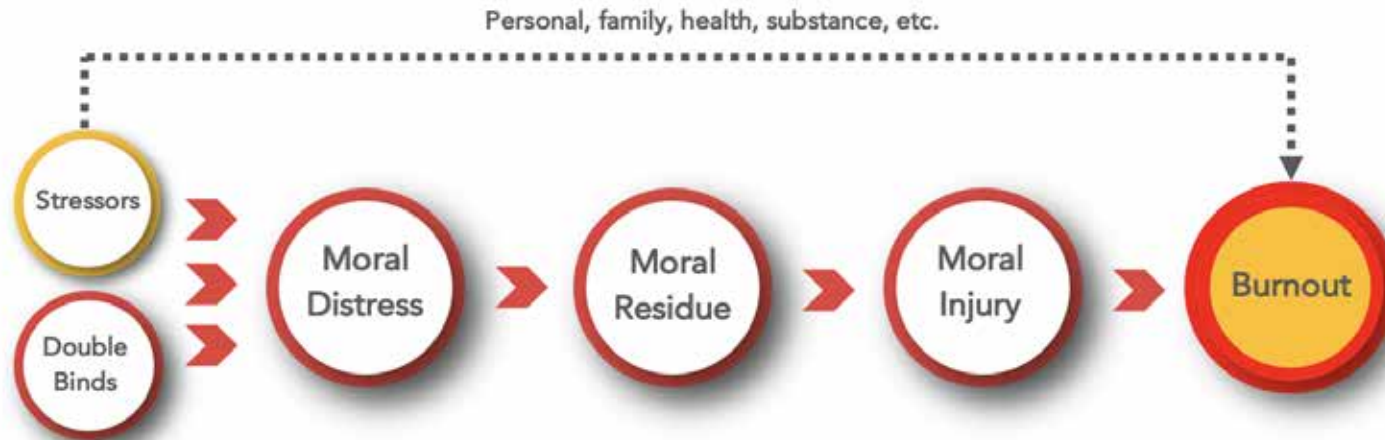 Personal, family, health, substance, etc.
Stressors
Double
Binds
Moral
Distress
Moral
Residue
Moral
Injury
Burnout